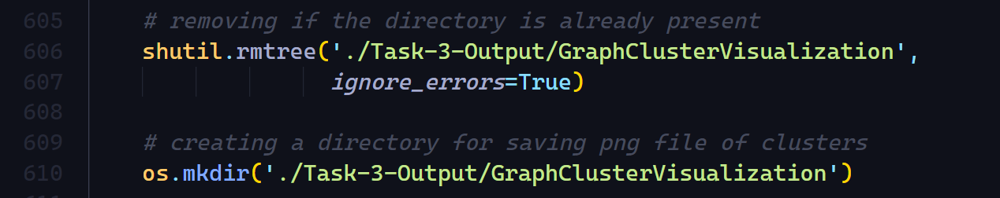 605 # removing if the directory is already present
606 shutil.rmtree('./Task-3-Output/GraphClusterVisualization',
607 ignore_errors=True)
608
609 # creating a directory for saving png file of clusters
610 os.mkdir('./Task-3-Output/GraphClusterVisualization')